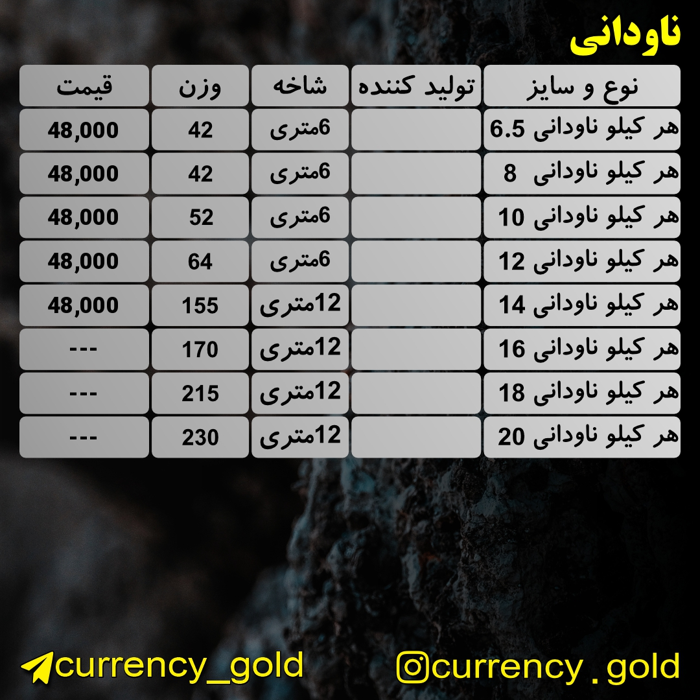 ناودانی
نوع و سایز تولید کننده شاخه وزن قیمت
هر کیلو ناودانی 6.5 6متری 42 48,000
هر کیلو ناودانی 8 6متری 42 48,000
هر کیلو ناودانی 10 6متری 52 48,000
هر کیلو ناودانی 12 6متری 64 48,000
هر کیلو ناودانی 14 12متری 155 48,000
هر کیلو ناودانی 16 12متری 170 ---
هر کیلو ناودانی 18 12متری 215 ---
هر کیلو ناودانی 20 12متری 230 ---
currency_gold currency.gold